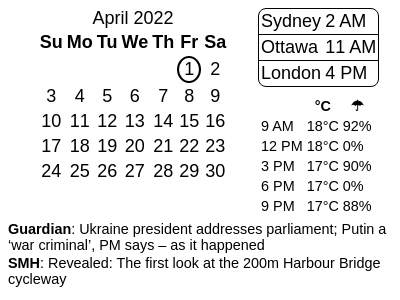 April 2022
Su Mo Tu We Th Fr Sa
1 2
3 4 5 6 7 8 9
10 11 12 13 14 15 16
17 18 19 20 21 22 23
24 25 26 27 28 29 30
Sydney 2 AM
Ottawa 11 AM
London 4 PM
°C ☂
9 AM 18°C 92%
12 PM 18°C 0%
3 PM 17°C 90%
6 PM 17°C 0%
9 PM 17°C 88%
Guardian: Ukraine president addresses parliament; Putin a
‘war criminal’, PM says – as it happened
SMH: Revealed: The first look at the 200m Harbour Bridge
cycleway